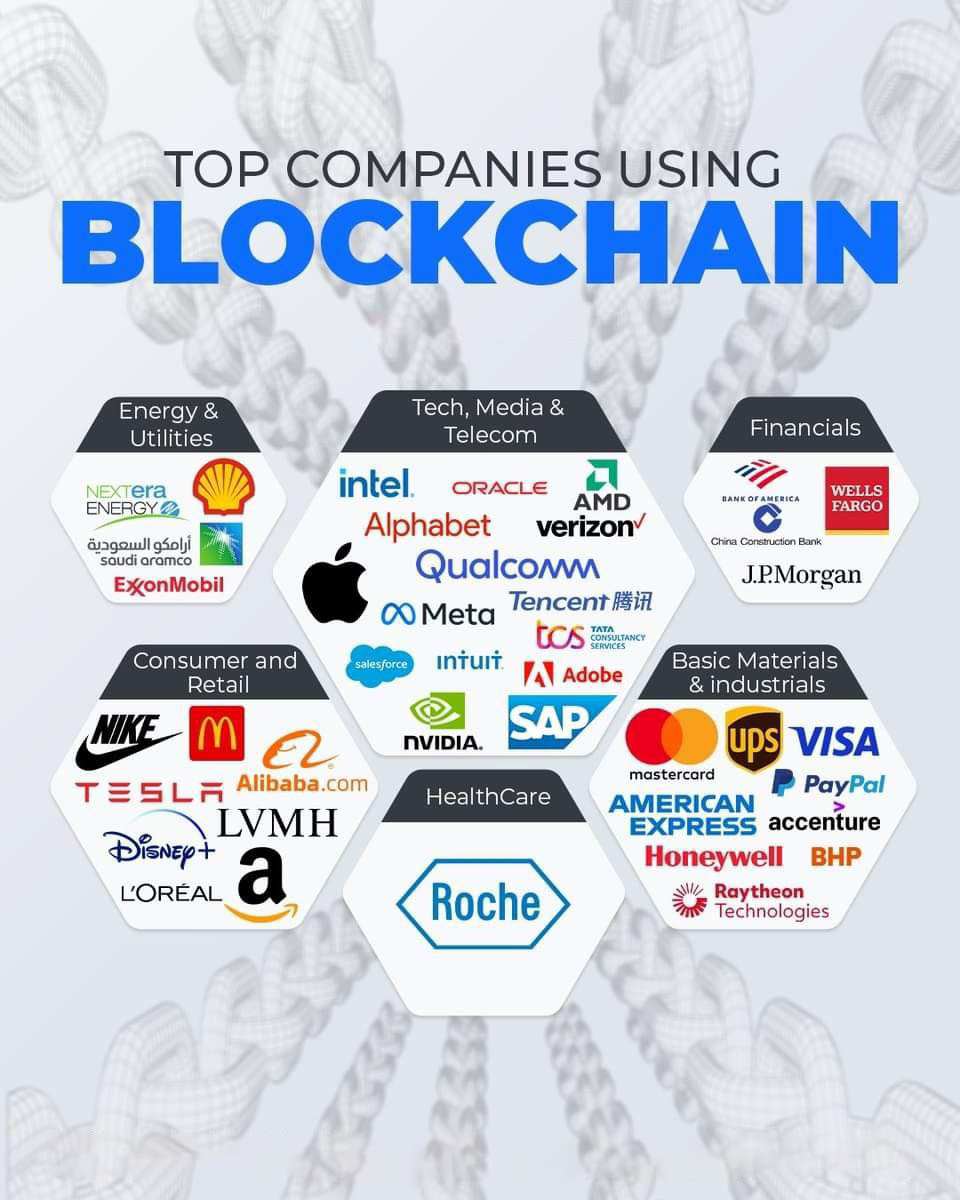 TOP COMPANIES USING
BLOCKCHAIN
Energy &
Utilities
NEXTera
ENERGY
أرامكو السعودية
saudi aramco
ExxonMobil
Tech, Media &
Telecom
intel.
ORACLE
AMD
Alphabet
verizon✓
Qualcomm
Meta
Tencent 腾讯
tcs
TATA
CONSULTANCY
SERVICES
salesforce
ıntuıt
Adobe
NVIDIA.
SAP
Financials
BANK OF AMERICA
WELLS
FARGO
China Construction Bank
J.P.Morgan
Consumer and
Retail
NIKE
TESLA
Alibaba.com
LVMH
Disney+
L'ORÉAL
a
HealthCare
Roche
Basic Materials
& industrials
mastercard
ups
VISA
PayPal
AMERICAN
EXPRESS
>
accenture
Honeywell
BHP
Raytheon
Technologies